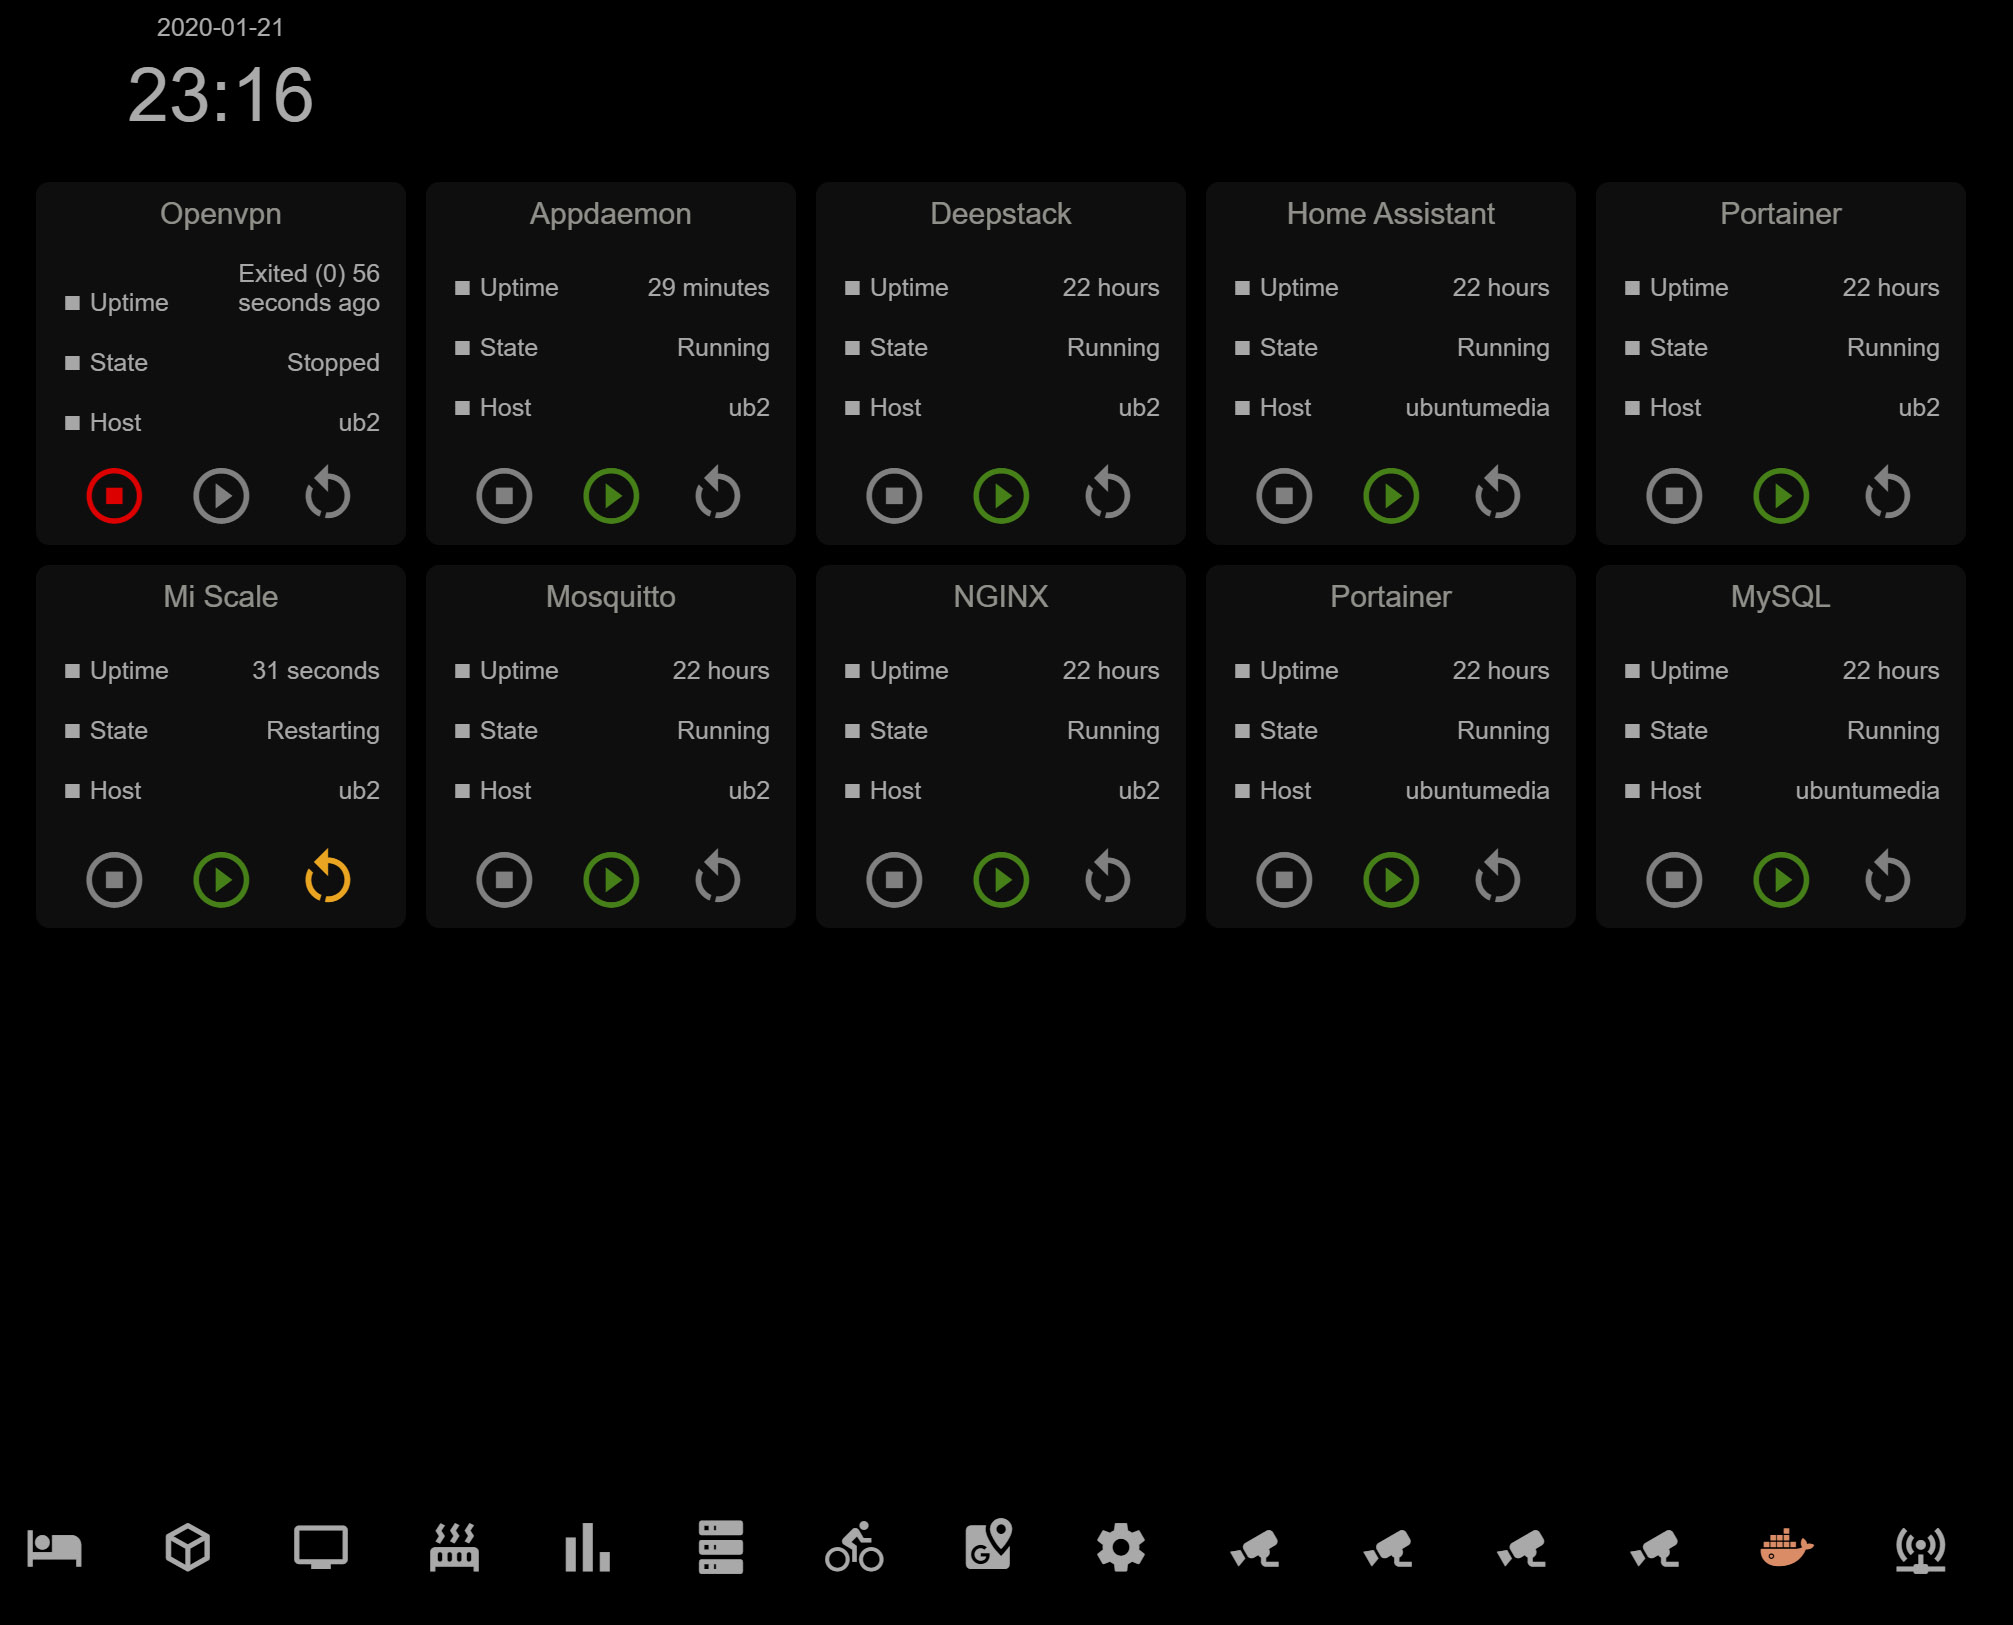 2020-01-21
23:16
Openvpn
Uptime Exited (0) 56
seconds ago
State Stopped
Host ub2
Appdaemon
Uptime 29 minutes
State Running
Host ub2
Deepstack
Uptime 22 hours
State Running
Host ub2
Home Assistant
Uptime 22 hours
State Running
Host ubuntumedia
Portainer
Uptime 22 hours
State Running
Host ub2
Mi Scale
Uptime 31 seconds
State Restarting
Host ub2
Mosquitto
Uptime 22 hours
State Running
Host ub2
NGINX
Uptime 22 hours
State Running
Host ub2
Portainer
Uptime 22 hours
State Running
Host ubuntumedia
MySQL
Uptime 22 hours
State Running
Host ubuntumedia
G